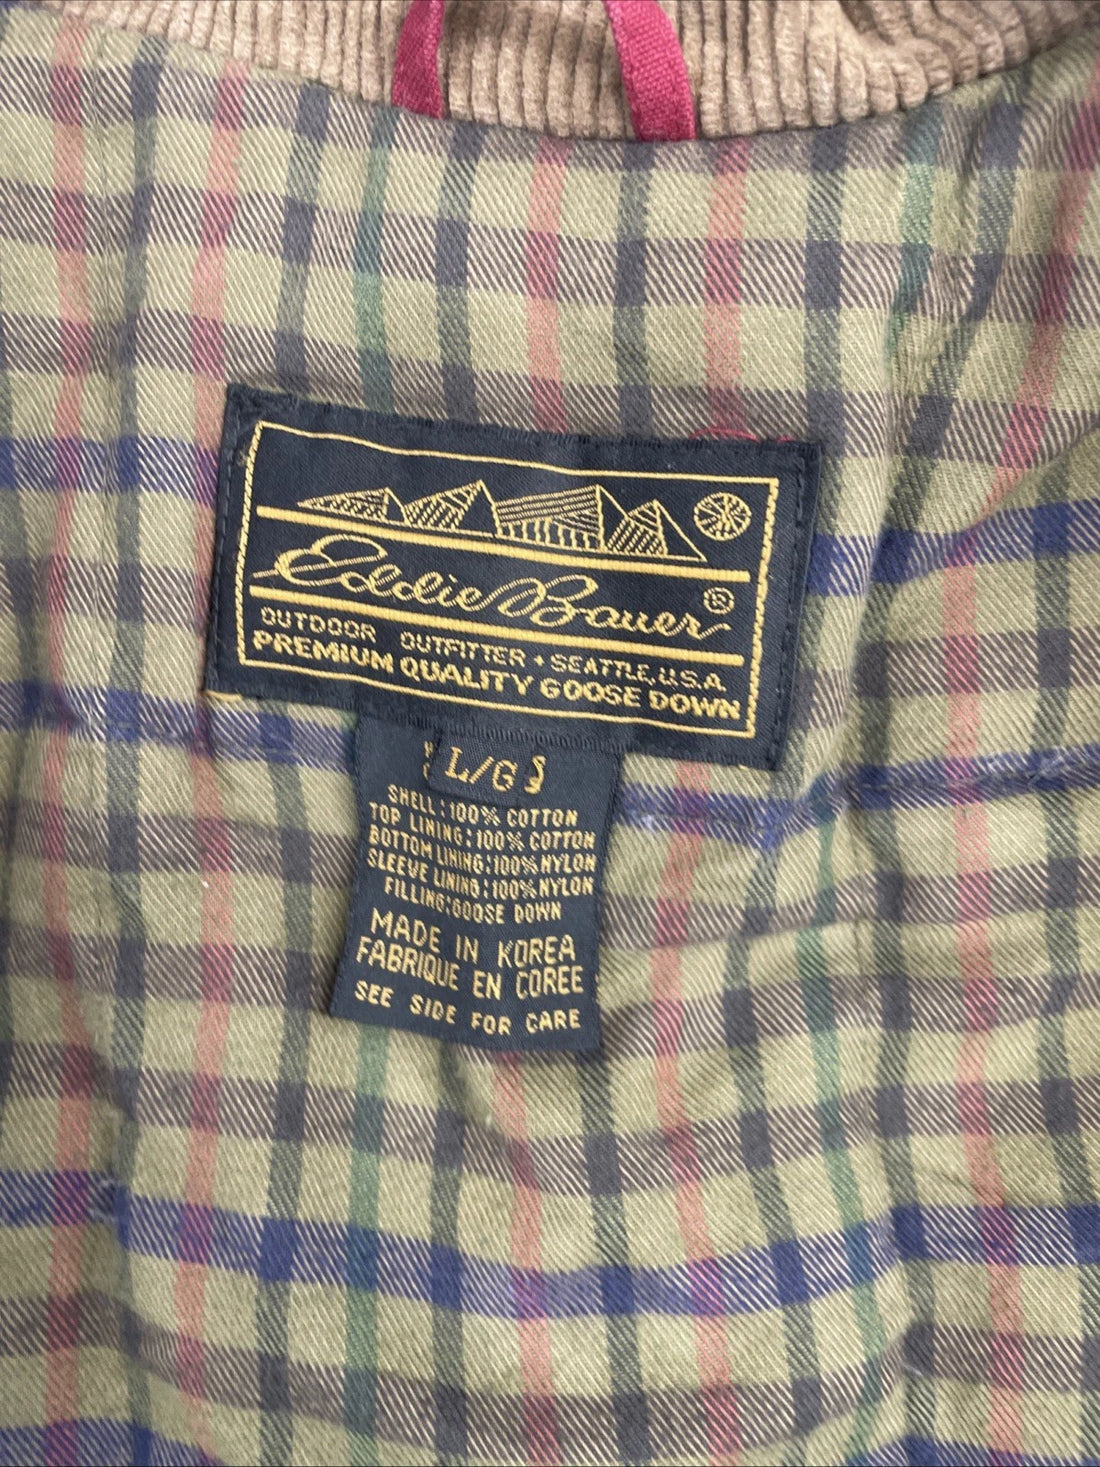 Eddie Bauer ®
OUTDOOR OUTFITTER • SEATTLE, U.S.A.
PREMIUM QUALITY GOOSE DOWN
L/G
SHELL: 100% COTTON
TOP LINING: 100% COTTON
BOTTOM LINING: 100% NYLON
SLEEVE LINING: 100% NYLON
FILLING: GOOSE DOWN
MADE IN KOREA
FABRIQUE EN COREE
SEE SIDE FOR CARE